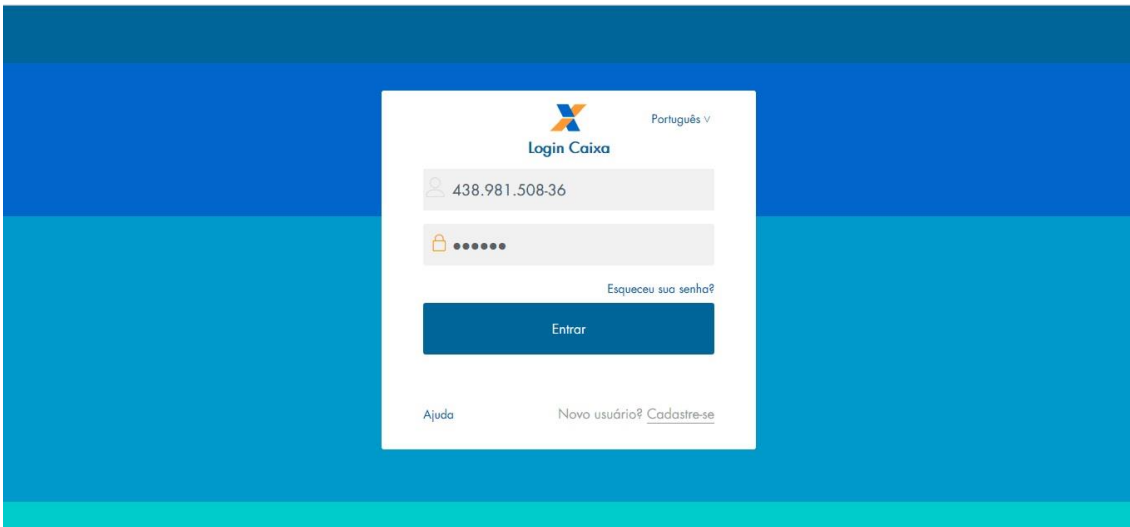 Português
Login Caixa
438.981.508-36
••••••
Esqueceu sua senha?
Entrar
Ajuda
Novo usuário? Cadastre-se